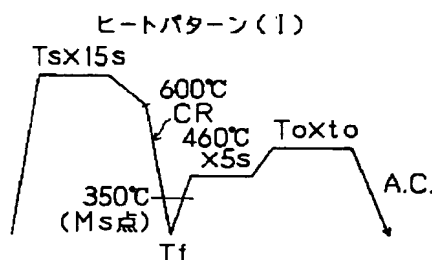 ヒートパターン(I)
Ts×15s
600℃
CR
460℃
×5s
To×to
350℃
(Ms点)
Tf
A.C.